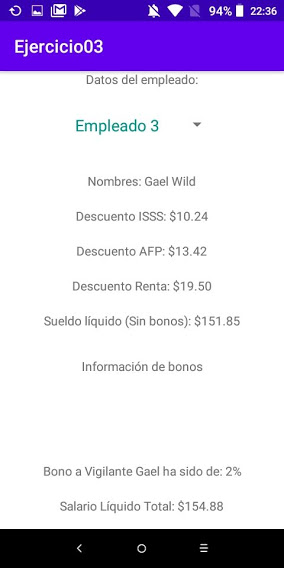 94% 22:36
Ejercicio03
Datos del empleado:
Empleado 3
Nombres: Gael Wild
Descuento ISSS: $10.24
Descuento AFP: $13.42
Descuento Renta: $19.50
Sueldo líquido (Sin bonos): $151.85
Información de bonos
Bono a Vigilante Gael ha sido de: 2%
Salario Líquido Total: $154.88